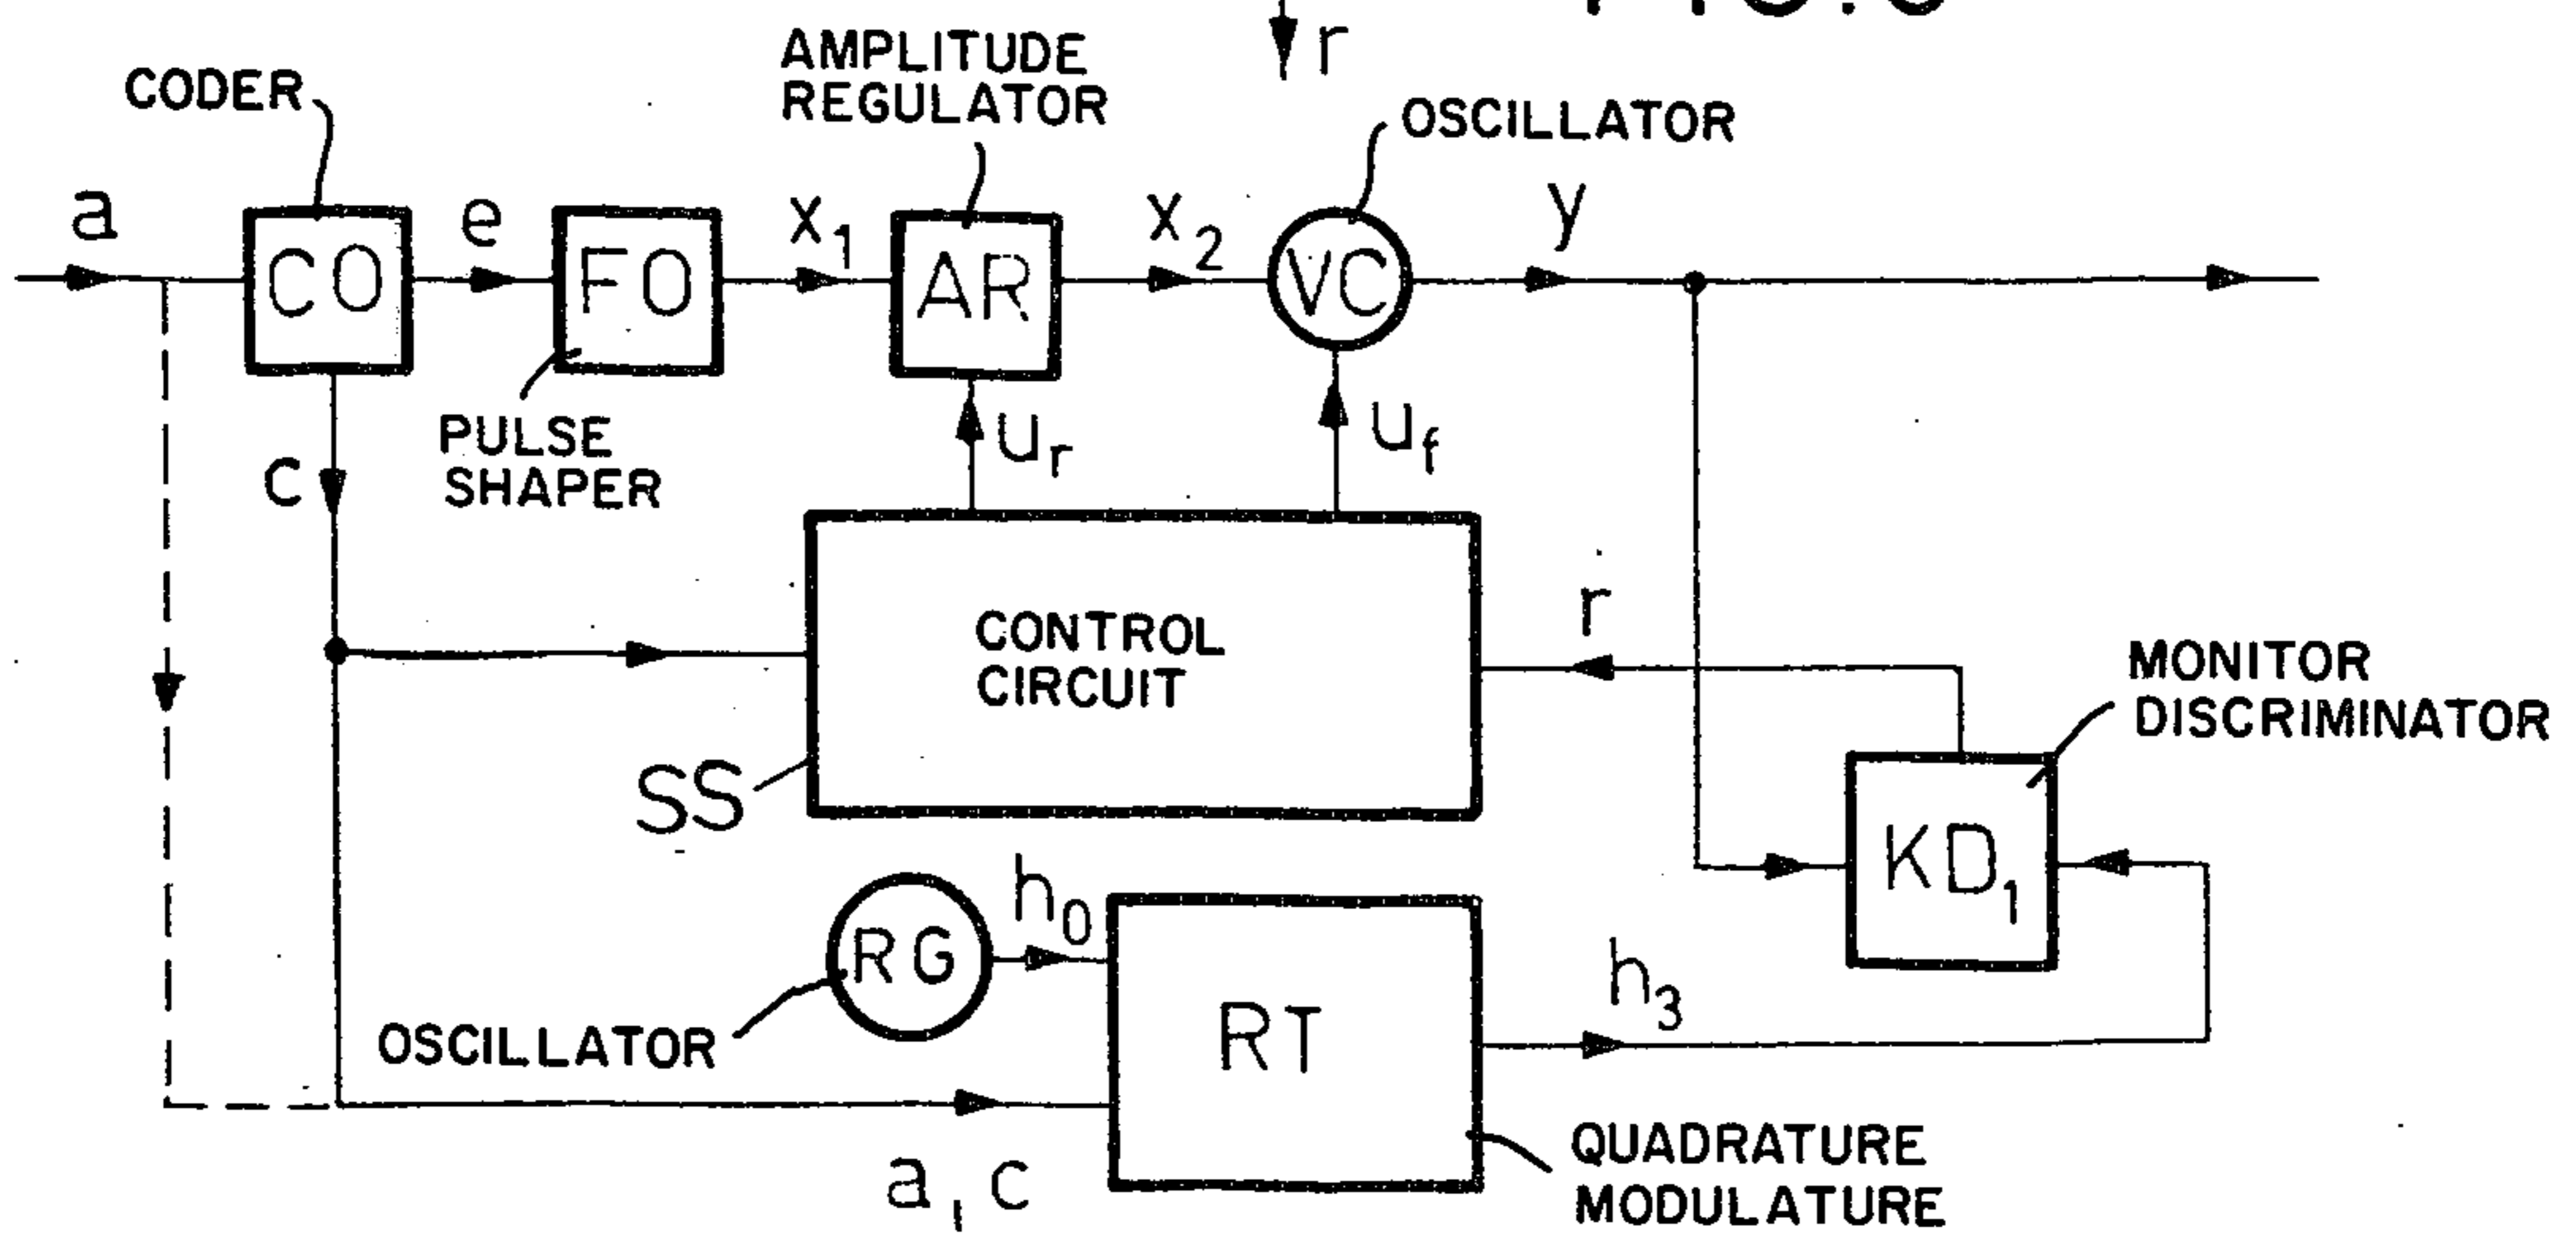 r
CODER
AMPLITUDE
REGULATOR
OSCILLATOR
a
CO
e
FO
x1
AR
x2
VC
y
PULSE
SHAPER
c
ur
uf
CONTROL
CIRCUIT
SS
r
MONITOR
DISCRIMINATOR
KD1
RG
h0
OSCILLATOR
RT
h3
a, c
QUADRATURE
MODULATURE